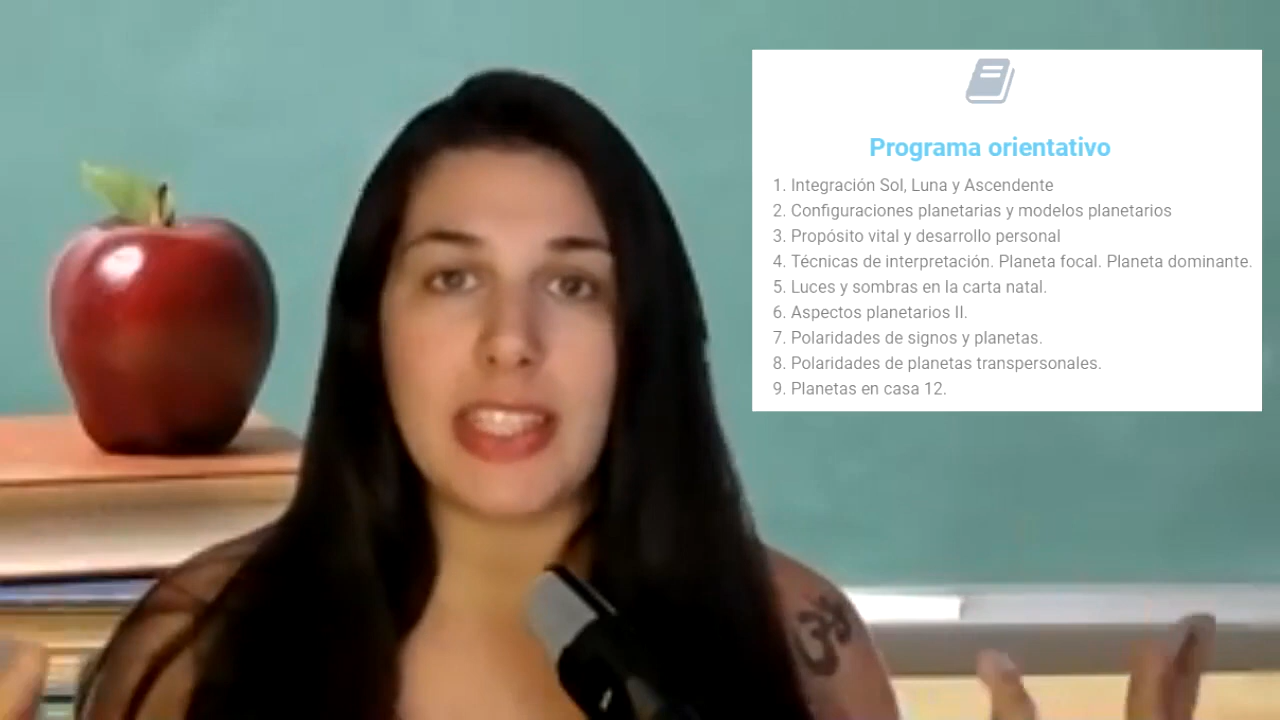 Programa orientativo
1. Integración Sol, Luna y Ascendente
2. Configuraciones planetarias y modelos planetarios
3. Propósito vital y desarrollo personal
4. Técnicas de interpretación. Planeta focal. Planeta dominante.
5. Luces y sombras en la carta natal.
6. Aspectos planetarios II.
7. Polaridades de signos y planetas.
8. Polaridades de planetas transpersonales.
9. Planetas en casa 12.
ॐ